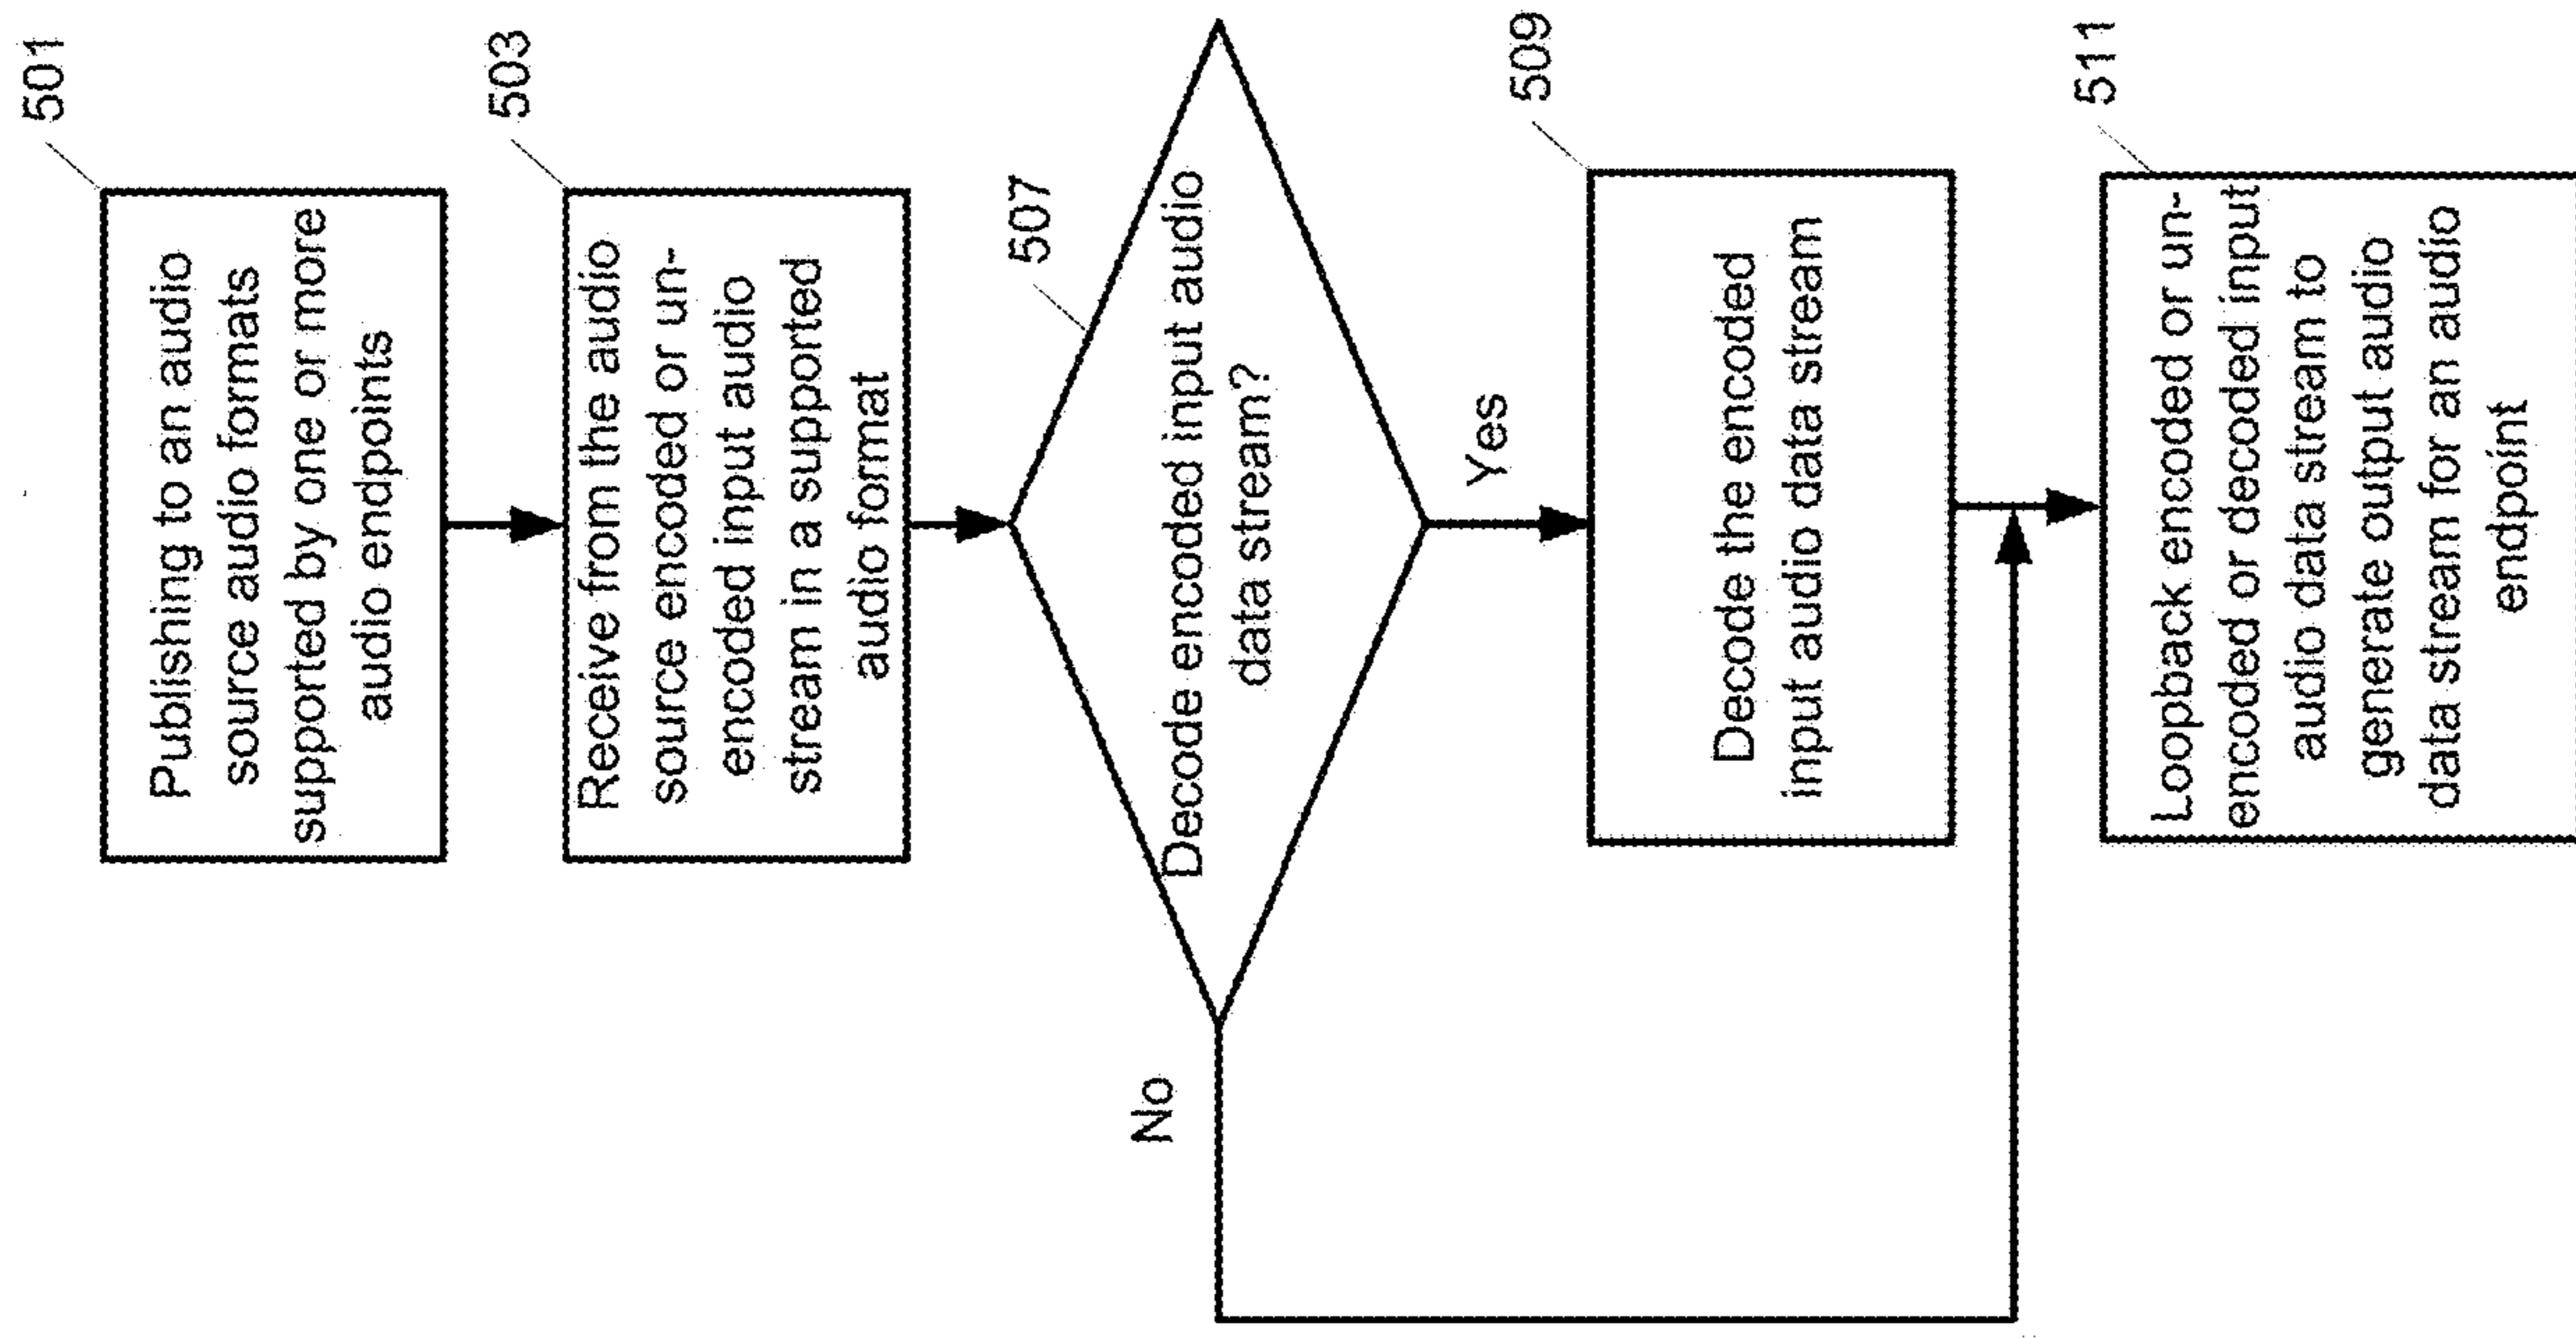 501
Publishing to an audio
source audio formats
supported by one or more
audio endpoints
503
Receive from the audio
source encoded or un-
encoded input audio
stream in a supported
audio format
507
Decode encoded input audio
data stream?
No
Yes
509
Decode the encoded
input audio data stream
511
Loopback encoded or un-
encoded or decoded input
audio data stream to
generate output audio
data stream for an audio
endpoint